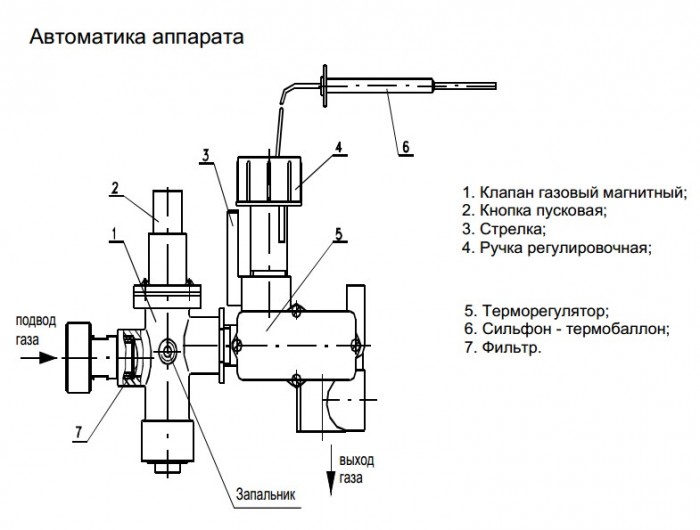 Автоматика аппарата
6
3
4
2
1
5
1. Клапан газовый магнитный;
2. Кнопка пусковая;
3. Стрелка;
4. Ручка регулировочная;
5. Терморегулятор;
6. Сильфон - термобаллон;
7. Фильтр.
подвод
газа
7
Запальник
выход
газа